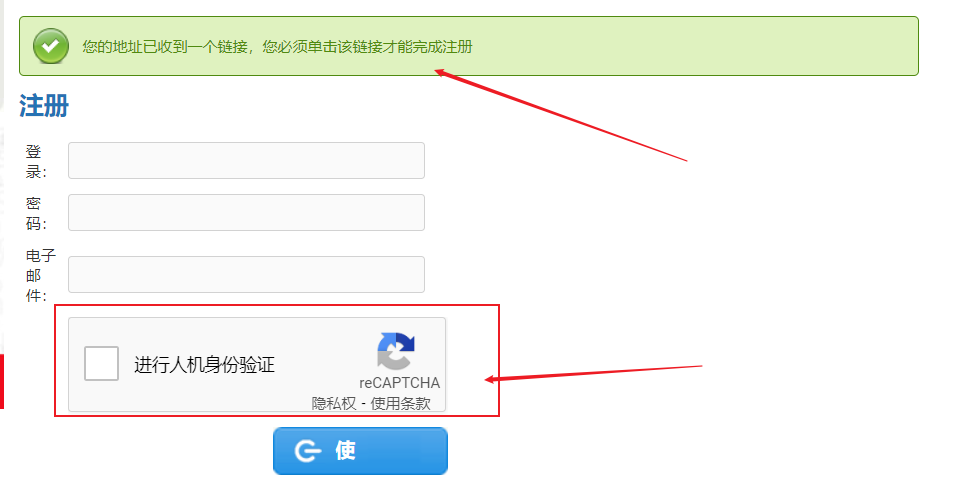 您的地址已收到一个链接，您必须单击该链接才能完成注册
注册
登
录：
密
码：
电子
邮
件：
进行人机身份验证
reCAPTCHA
隐私权 - 使用条款
使